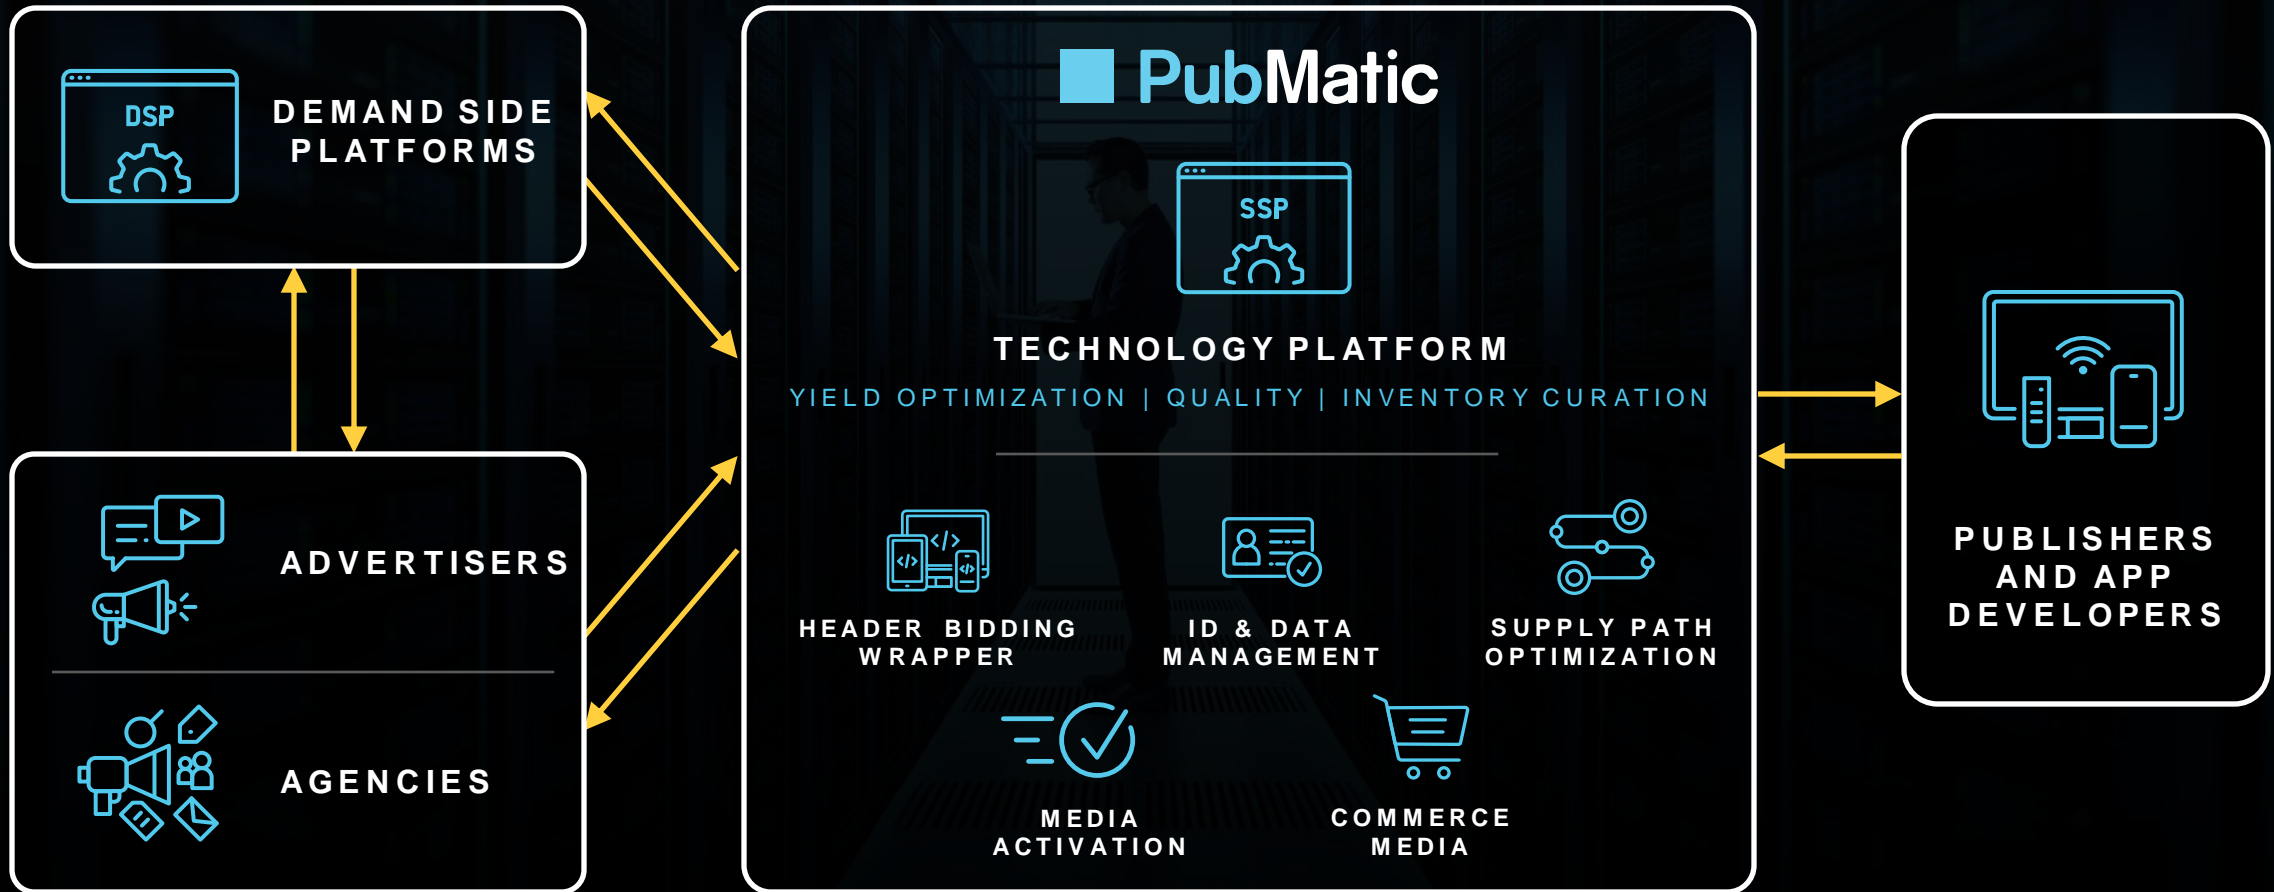 DSP
DEMAND SIDE
PLATFORMS
ADVERTISERS
AGENCIES
PubMatic
SSP
TECHNOLOGY PLATFORM
YIELD OPTIMIZATION | QUALITY | INVENTORY CURATION
HEADER BIDDING
WRAPPER
ID & DATA
MANAGEMENT
SUPPLY PATH
OPTIMIZATION
MEDIA
ACTIVATION
COMMERCE
MEDIA
PUBLISHERS
AND APP
DEVELOPERS